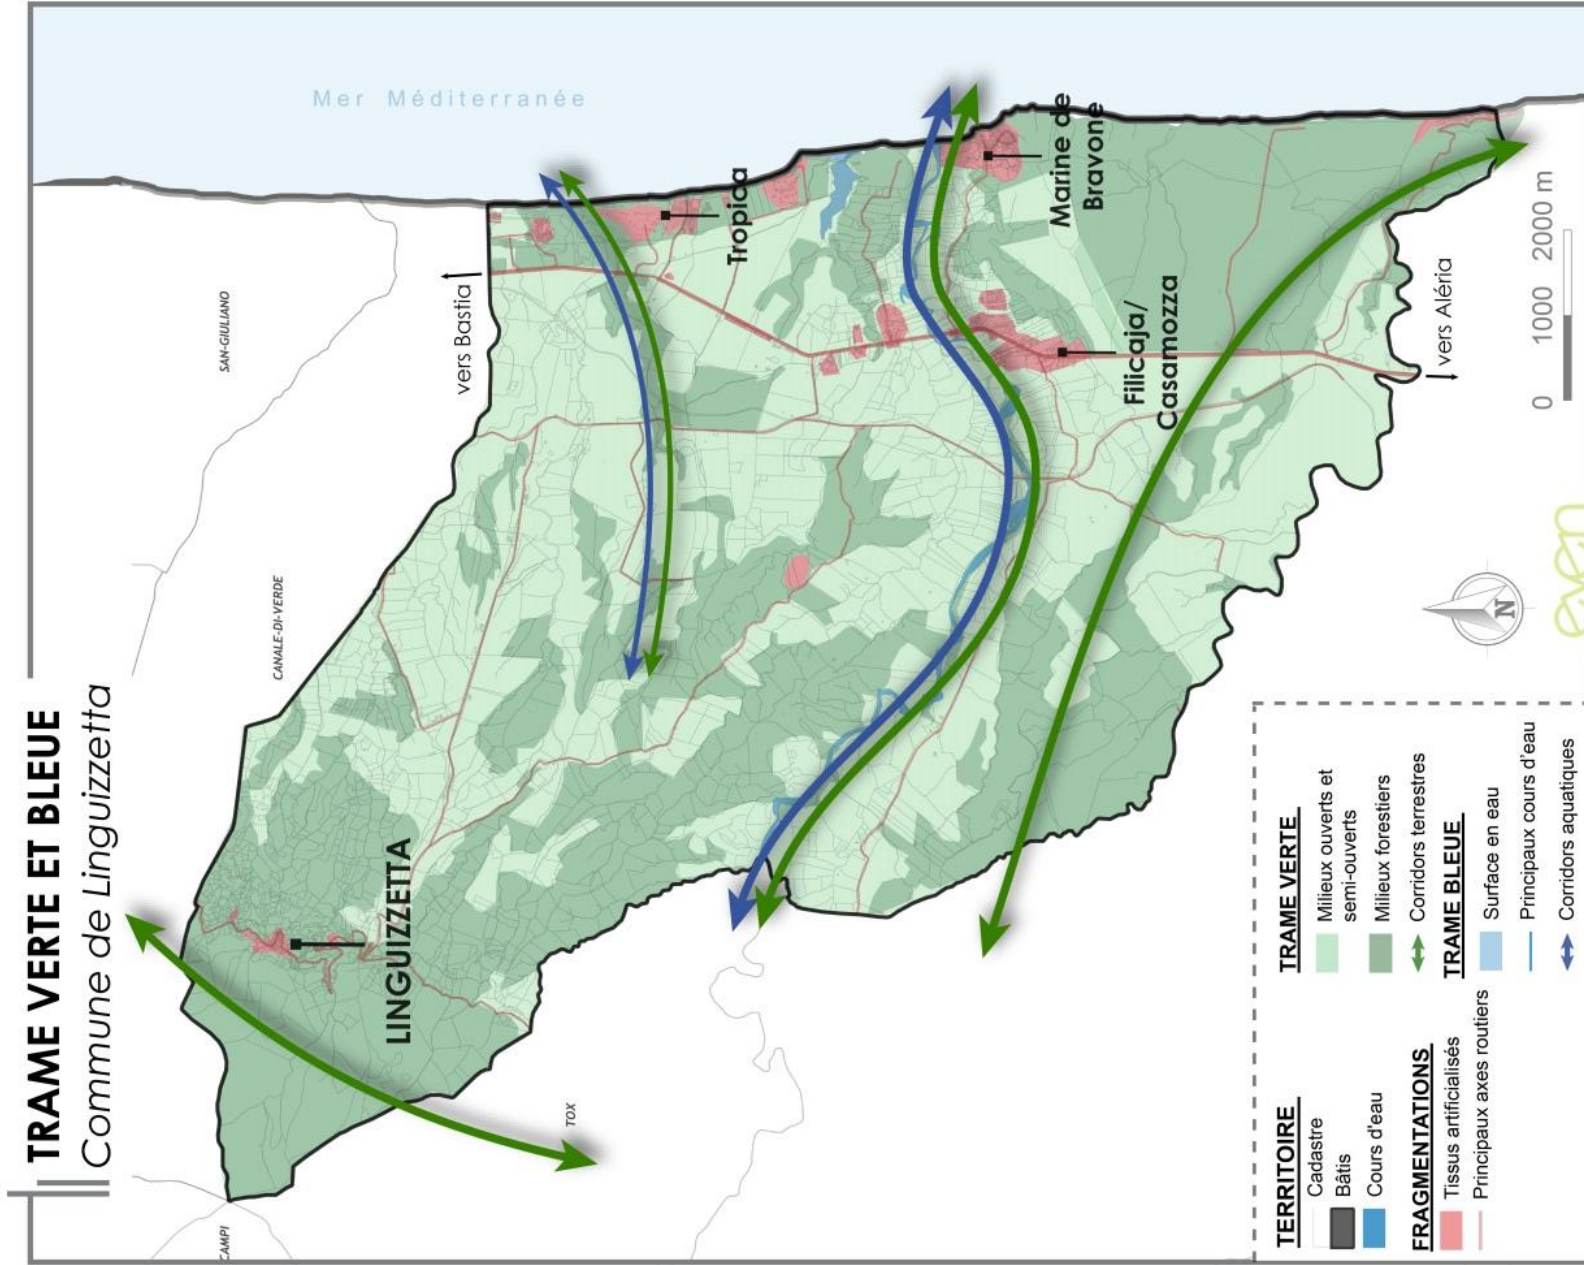 TRAME VERTE ET BLEUE
Commune de Linguizzetta
Mer Méditerranée
SAN-GIULIANO
CANALE-DI-VERDE
CAMPI
TOX
vers Bastia
vers Aléria
LINGUIZZETTA
Tropica
Marine de
Bravone
Filicaja/
Casamozza
0 1000 2000 m
N
even
TERRITOIRE
Cadastre
Bâtis
Cours d'eau
FRAGMENTATIONS
Tissus artificialisés
Principaux axes routiers
TRAME VERTE
Milieux ouverts et
semi-ouverts
Milieux forestiers
Corridors terrestres
TRAME BLEUE
Surface en eau
Principaux cours d'eau
Corridors aquatiques